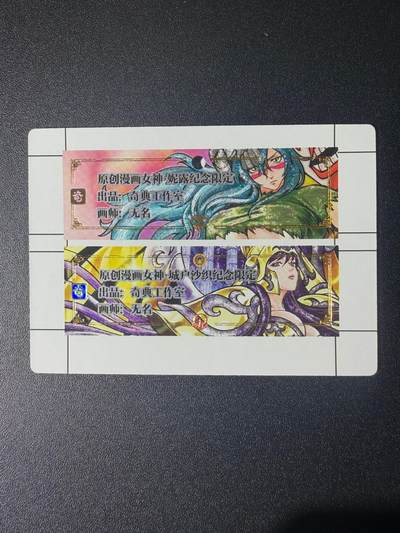 原创漫画女神·妮露纪念限定
出品：奇典工作室
画师：无名
奇
原创漫画女神·城户沙织纪念限定
出品：奇典工作室
画师：无名